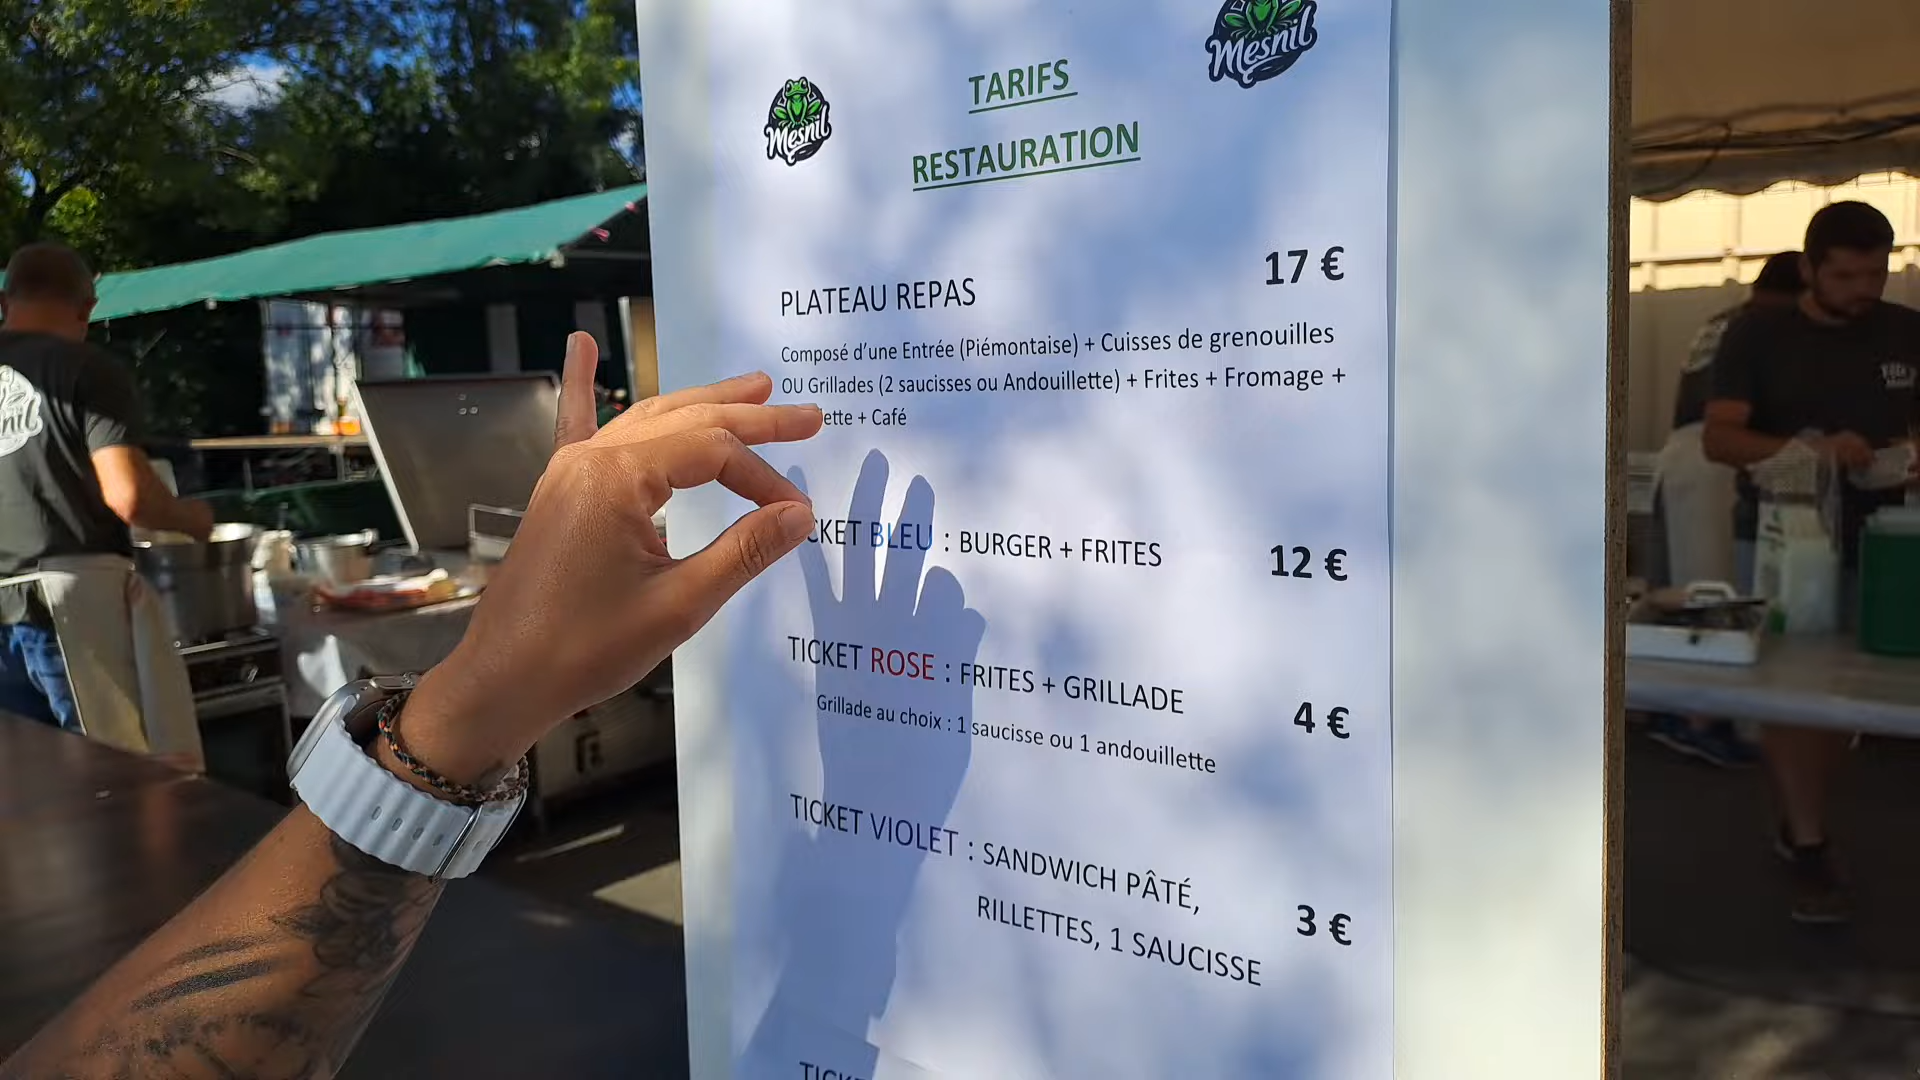 Mesnil
Mesnil
TARIFS
RESTAURATION
PLATEAU REPAS 17 €
Composé d'une Entrée (Piémontaise) + Cuisses de grenouilles
OU Grillades (2 saucisses ou Andouillette) + Frites + Fromage +
+ Café
BLEU : BURGER + FRITES 12 €
TICKET ROSE : FRITES + GRILLADE 4 €
Grillade au choix : 1 saucisse ou 1 andouillette
TICKET VIOLET : SANDWICH PÂTÉ, 3 €
RILLETTES, 1 SAUCISSE